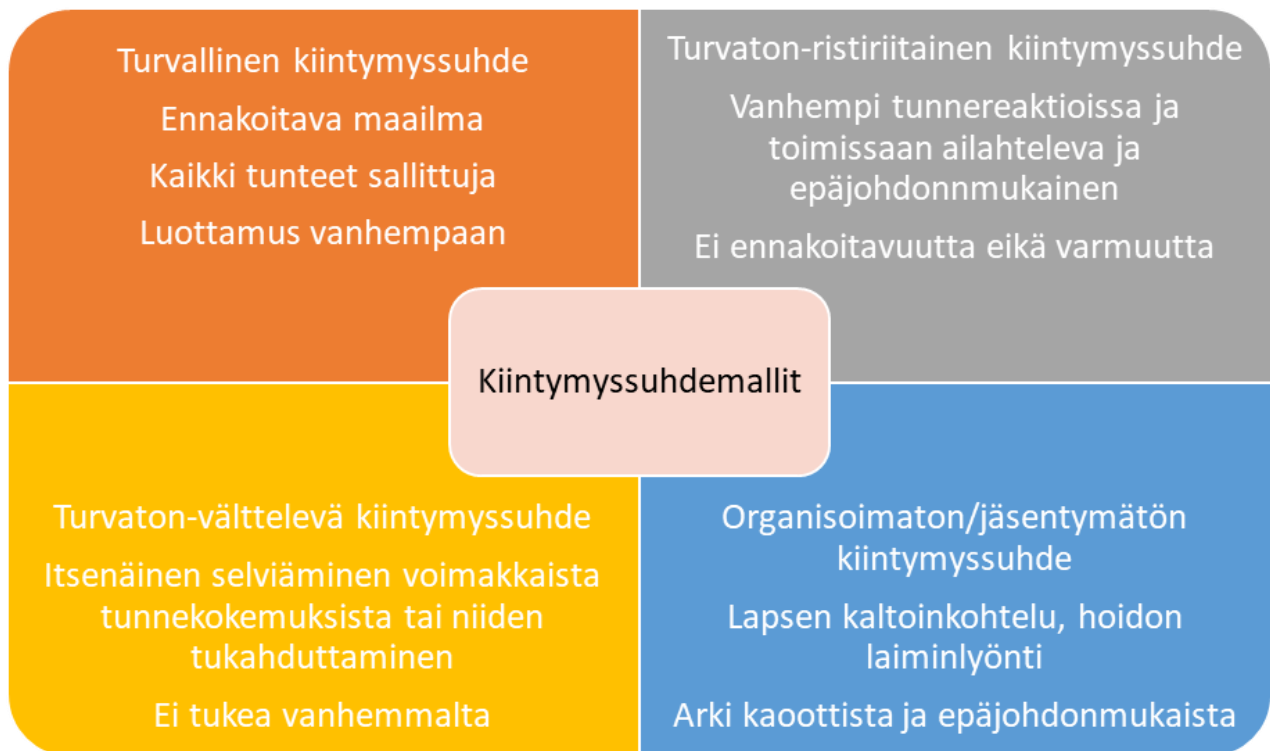 Turvallinen kiintymyssuhde
Ennakoitava maailma
Kaikki tunteet sallittuja
Luottamus vanhempaan
Turvaton-ristiriitainen kiintymyssuhde
Vanhempi tunnereaktioissa ja
toimissaan ailahteleva ja
epäjohdonnmukainen
Ei ennakoitavuutta eikä varmuutta
Kiintymyssuhdemallit
Turvaton-välttelevä kiintymyssuhde
Itsenäinen selviäminen voimakkaista
tunnekokemuksista tai niiden
tukahduttaminen
Ei tukea vanhemmalta
Organisoimaton/jäsentymätön
kiintymyssuhde
Lapsen kaltoinkohtelu, hoidon
laiminlyönti
Arki kaoottista ja epäjohdonmukaista